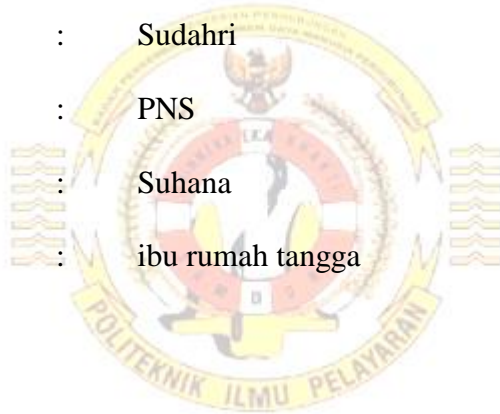 : Sudahri
: PNS
: Suhana
: ibu rumah tangga
POLITEKNIK ILMU PELAYARAN